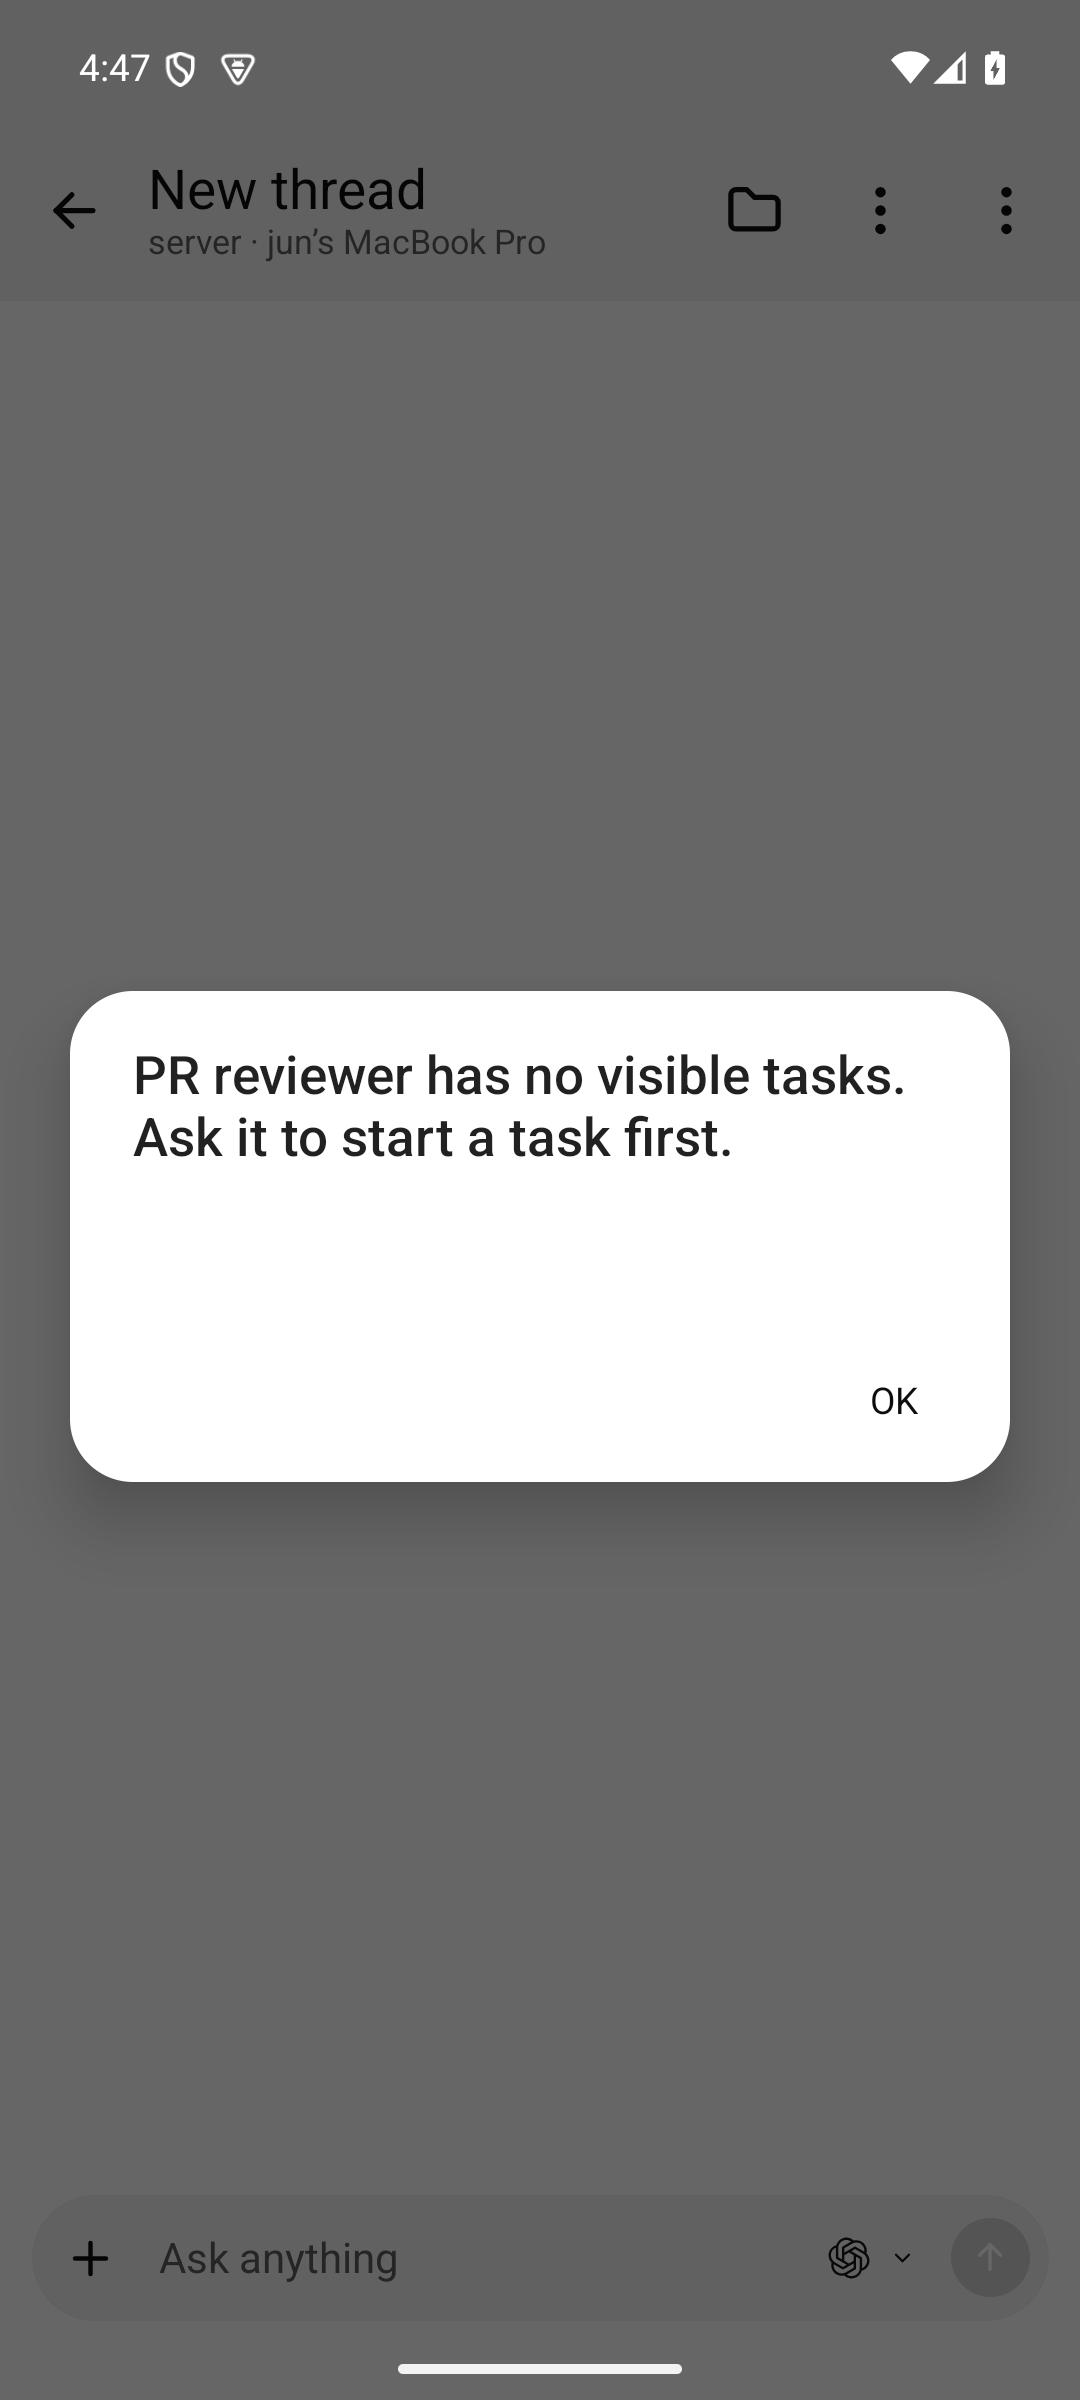 4:47
New thread
server · jun’s MacBook Pro
PR reviewer has no visible tasks.
Ask it to start a task first.
OK
Ask anything